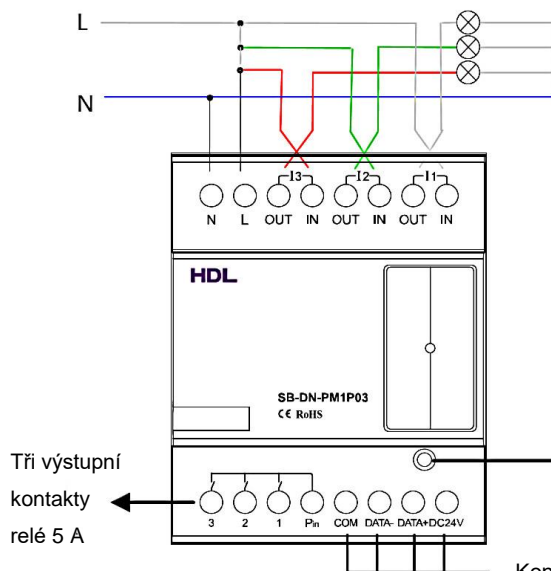 L
N
I3 I2 I1
N L OUT IN OUT IN OUT IN
HDL
SB-DN-PM1P03
CE RoHS
Tři výstupní
kontakty
relé 5 A
3 2 1 Pin COM DATA- DATA+ DC24V